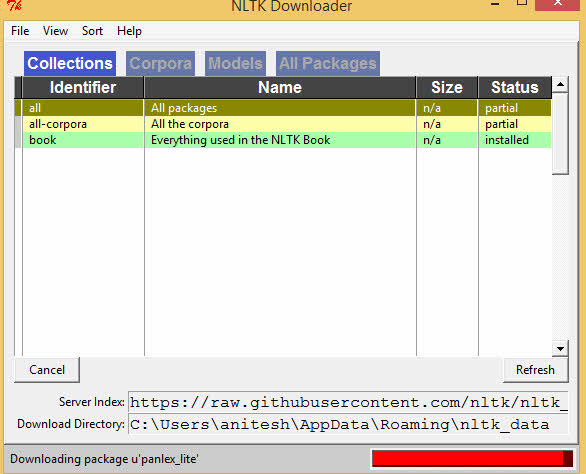 NLTK Downloader
File View Sort Help
Collections Corpora Models All Packages
Identifier Name Size Status
all All packages n/a partial
all-corpora All the corpora n/a partial
book Everything used in the NLTK Book n/a installed
Cancel Refresh
Server Index: https://raw.githubusercontent.com/nltk/nltk_
Download Directory: C:\Users\anitesh\AppData\Roaming\nltk_data
Downloading package u'panlex_lite'